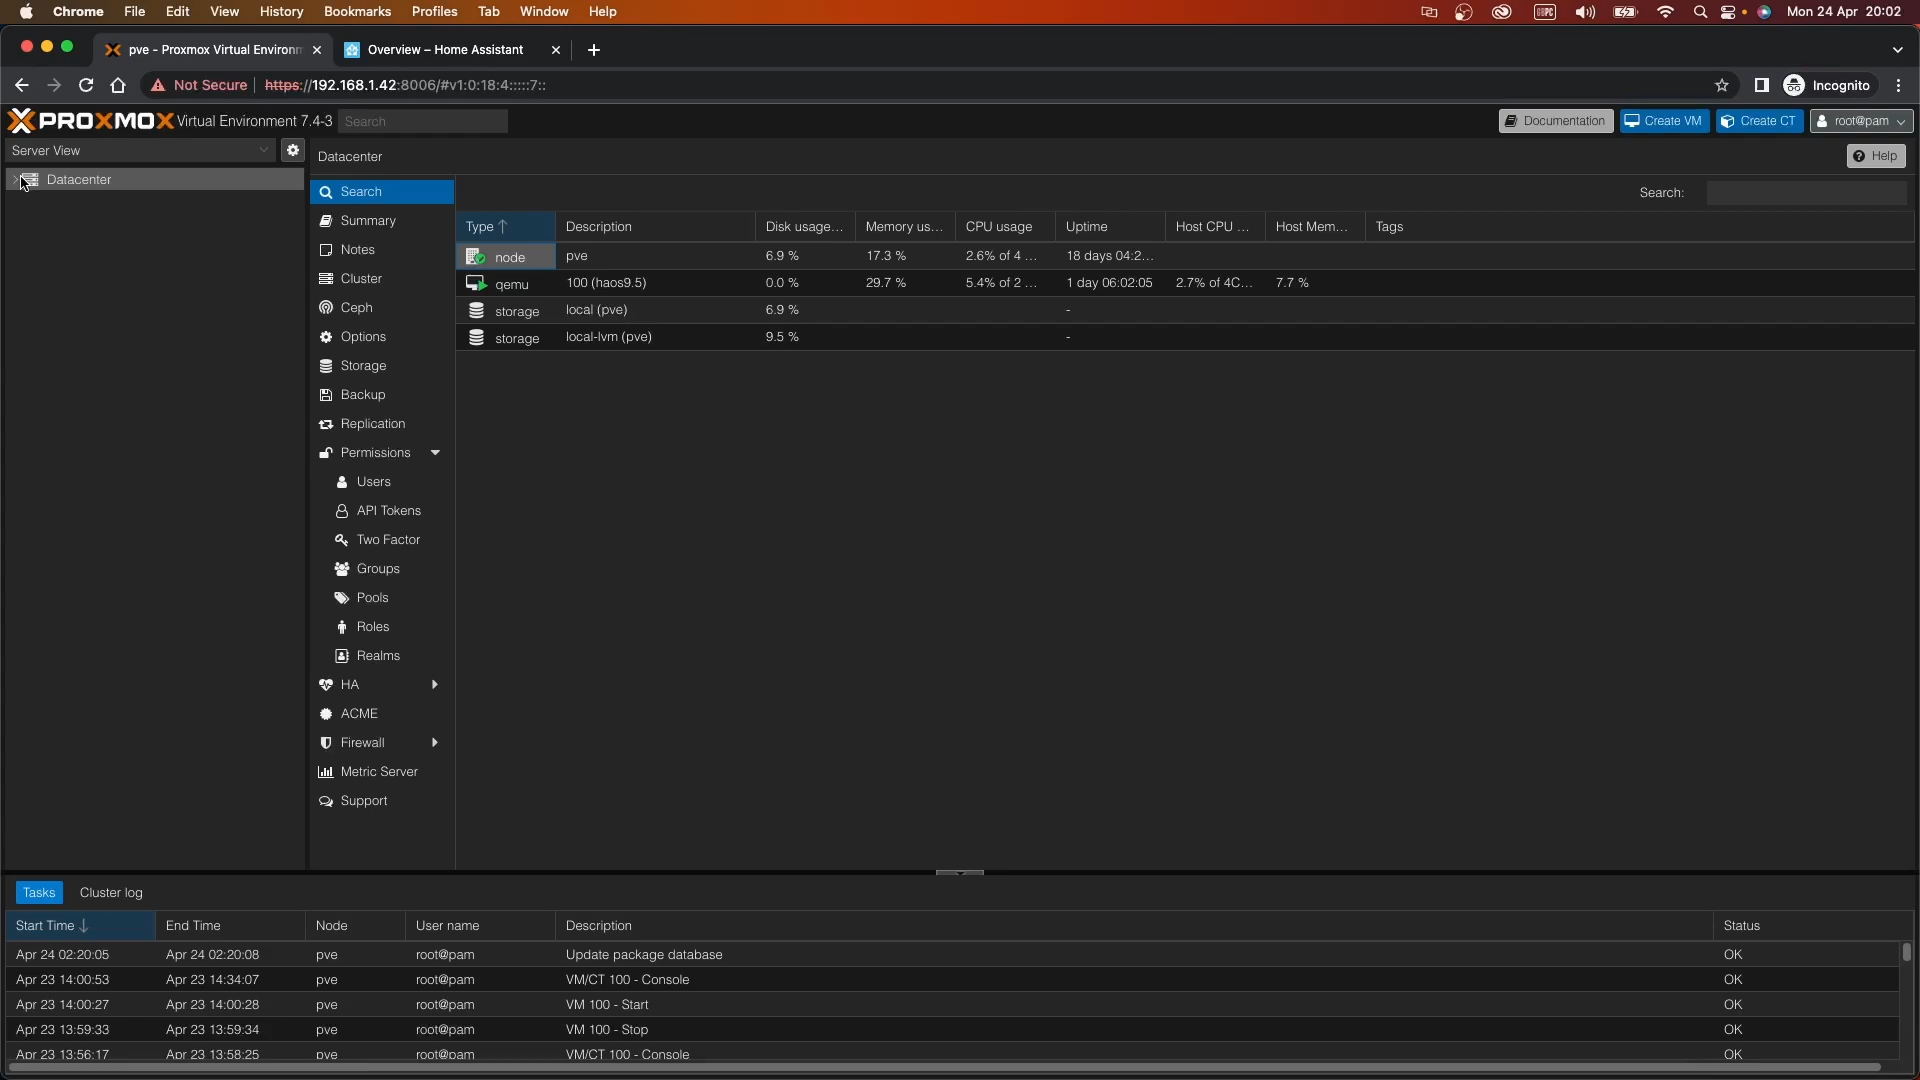 Chrome File Edit View History Bookmarks Profiles Tab Window Help Mon 24 Apr 20:02
pve - Proxmox Virtual Environm Overview – Home Assistant
Not Secure https://192.168.1.42:8006/#v1:0:18:4:::::7:: Incognito
PROXMOX Virtual Environment 7.4-3 Search Documentation Create VM Create CT root@pam
Server View Datacenter Help
Datacenter
Search
Summary
Notes
Cluster
Ceph
Options
Storage
Backup
Replication
Permissions
Users
API Tokens
Two Factor
Groups
Pools
Roles
Realms
HA
ACME
Firewall
Metric Server
Support
Search:
Type Description Disk usage... Memory us... CPU usage Uptime Host CPU ... Host Mem... Tags
node pve 6.9 % 17.3 % 2.6% of 4 ... 18 days 04:2...
qemu 100 (haos9.5) 0.0 % 29.7 % 5.4% of 2 ... 1 day 06:02:05 2.7% of 4C... 7.7 %
storage local (pve) 6.9 % -
storage local-lvm (pve) 9.5 % -
Tasks Cluster log
Start Time End Time Node User name Description Status
Apr 24 02:20:05 Apr 24 02:20:08 pve root@pam Update package database OK
Apr 23 14:00:53 Apr 23 14:34:07 pve root@pam VM/CT 100 - Console OK
Apr 23 14:00:27 Apr 23 14:00:28 pve root@pam VM 100 - Start OK
Apr 23 13:59:33 Apr 23 13:59:34 pve root@pam VM 100 - Stop OK
Apr 23 13:56:17 Apr 23 13:58:25 pve root@pam VM/CT 100 - Console OK